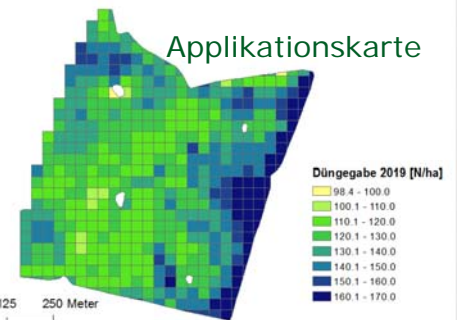 Applikationskarte
Düngegabe 2019 [N/ha]
98.4 - 100.0
100.1 - 110.0
110.1 - 120.0
120.1 - 130.0
130.1 - 140.0
140.1 - 150.0
150.1 - 160.0
160.1 - 170.0
125 250 Meter